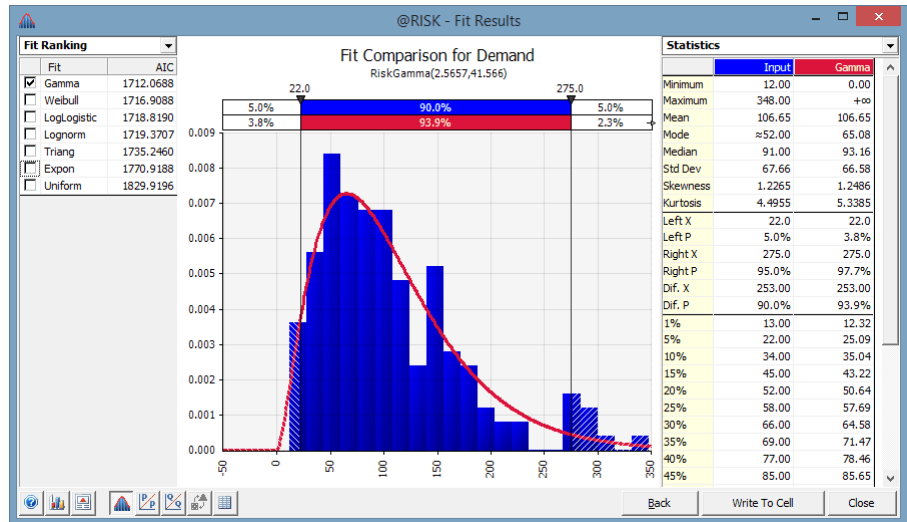 @RISK - Fit Results
Fit Ranking
Fit AIC
Gamma 1712.0688
Weibull 1716.9088
LogLogistic 1718.8190
Lognorm 1719.3707
Triang 1735.2460
Expon 1770.9188
Uniform 1829.9196
Fit Comparison for Demand
RiskGamma(2.5657,41.566)
22.0 275.0
5.0% 90.0% 5.0%
3.8% 93.9% 2.3%
0.009
0.008
0.007
0.006
0.005
0.004
0.003
0.002
0.001
0.000
-50 0 50 100 150 200 250 300 350
Statistics
Input Gamma
Minimum 12.00 0.00
Maximum 348.00 +∞
Mean 106.65 106.65
Mode ≈52.00 65.08
Median 91.00 93.16
Std Dev 67.66 66.58
Skewness 1.2265 1.2486
Kurtosis 4.4955 5.3385
Left X 22.0 22.0
Left P 5.0% 3.8%
Right X 275.0 275.0
Right P 95.0% 97.7%
Dif. X 253.00 253.00
Dif. P 90.0% 93.9%
1% 13.00 12.32
5% 22.00 25.09
10% 34.00 35.04
15% 45.00 43.22
20% 52.00 50.64
25% 58.00 57.69
30% 66.00 64.58
35% 69.00 71.47
40% 77.00 78.46
45% 85.00 85.65
P/P Q/Q
Back Write To Cell Close